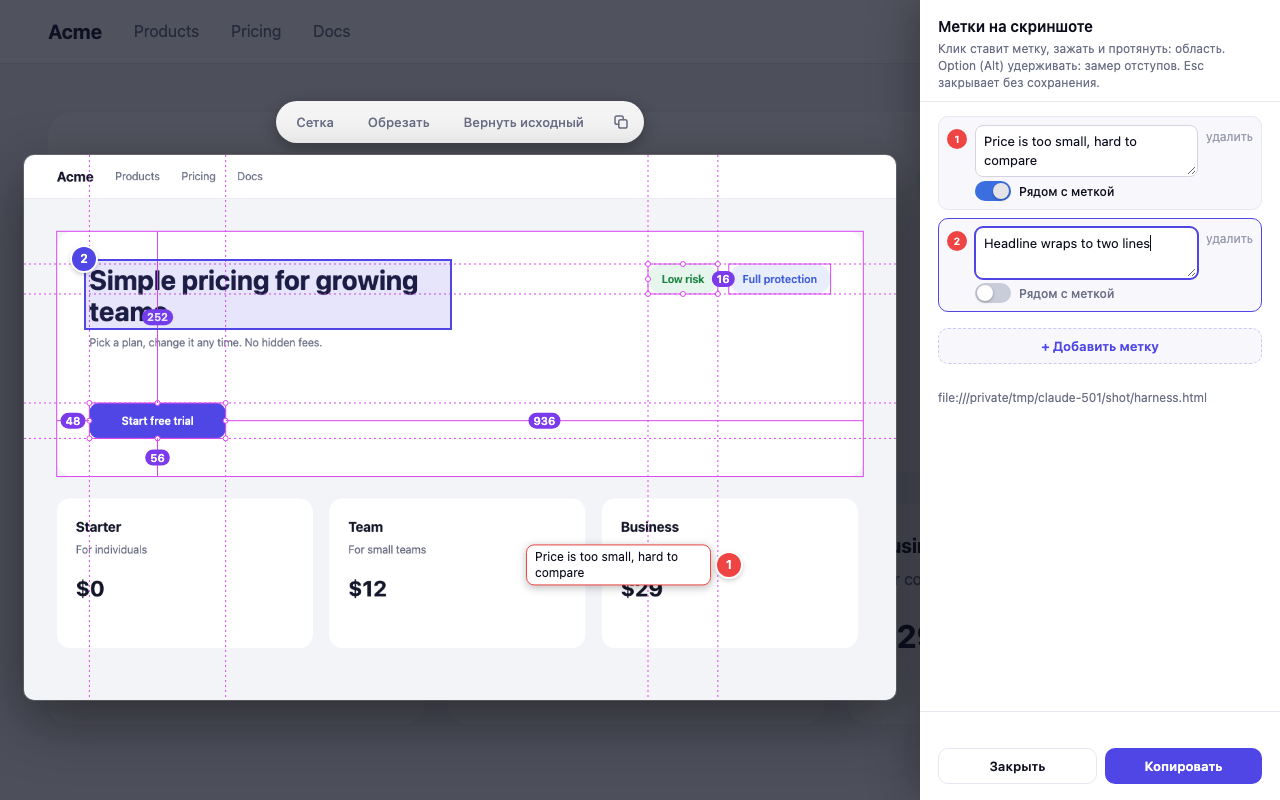 Acme Products Pricing Docs
Сетка Обрезать Вернуть исходный
Acme Products Pricing Docs
2
Simple pricing for growing
teams
Low risk 16 Full protection
252
Pick a plan, change it any time. No hidden fees.
48 Start free trial 936
56
Starter Team Business
For individuals For small teams
Price is too small, hard to
compare
1
$0 $12 $29
Метки на скриншоте
Клик ставит метку, зажать и протянуть: область.
Option (Alt) удерживать: замер отступов. Esc
закрывает без сохранения.
1 Price is too small, hard to
compare
удалить
Рядом с меткой
2 Headline wraps to two lines
удалить
Рядом с меткой
+ Добавить метку
file:///private/tmp/claude-501/shot/harness.html
Закрыть Копировать